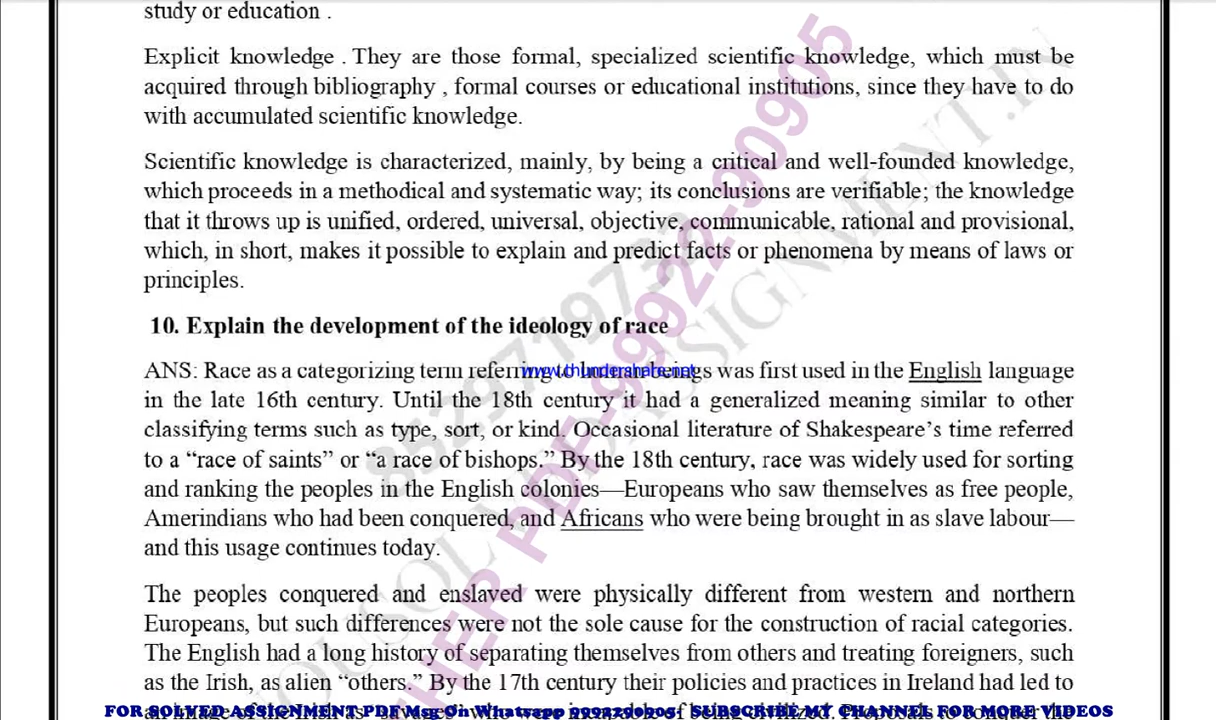 study or education .
Explicit knowledge . They are those formal, specialized scientific knowledge, which must be
acquired through bibliography , formal courses or educational institutions, since they have to do
with accumulated scientific knowledge.
Scientific knowledge is characterized, mainly, by being a critical and well-founded knowledge,
which proceeds in a methodical and systematic way; its conclusions are verifiable; the knowledge
that it throws up is unified, ordered, universal, objective, communicable, rational and provisional,
which, in short, makes it possible to explain and predict facts or phenomena by means of laws or
principles.
10. Explain the development of the ideology of race
ANS: Race as a categorizing term referring to human beings was first used in the English language
www.thundershare.net
in the late 16th century. Until the 18th century it had a generalized meaning similar to other
classifying terms such as type, sort, or kind. Occasional literature of Shakespeare’s time referred
to a “race of saints” or “a race of bishops.” By the 18th century, race was widely used for sorting
and ranking the peoples in the English colonies—Europeans who saw themselves as free people,
Amerindians who had been conquered, and Africans who were being brought in as slave labour—
and this usage continues today.
The peoples conquered and enslaved were physically different from western and northern
Europeans, but such differences were not the sole cause for the construction of racial categories.
The English had a long history of separating themselves from others and treating foreigners, such
as the Irish, as alien “others.” By the 17th century their policies and practices in Ireland had led to
FOR SOLVED ASSIGNMENT PDF Msg On Whatsapp 9992290905 SUBSCRIBE MY CHANNEL FOR MORE VIDEOS
HER PDF-99922-90905
8529719732
ASSIGNMENT.IN